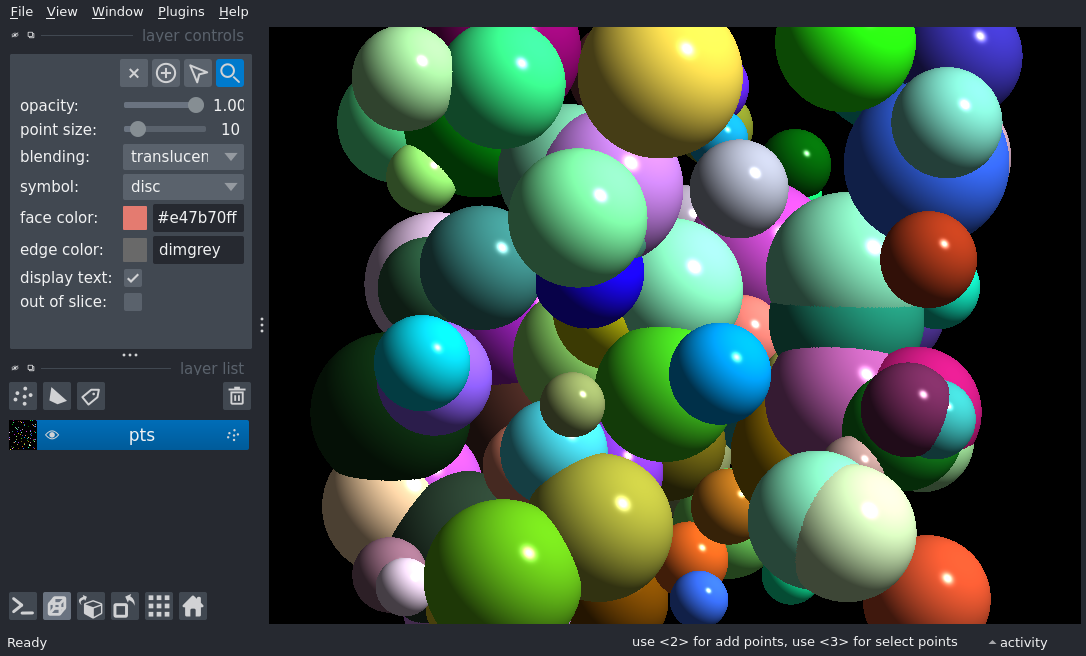 File View Window Plugins Help
layer controls
opacity: 1.00
point size: 10
blending: translucen
symbol: disc
face color: #e47b70ff
edge color: dimgrey
display text:
out of slice:
layer list
pts
Ready
use <2> for add points, use <3> for select points
activity